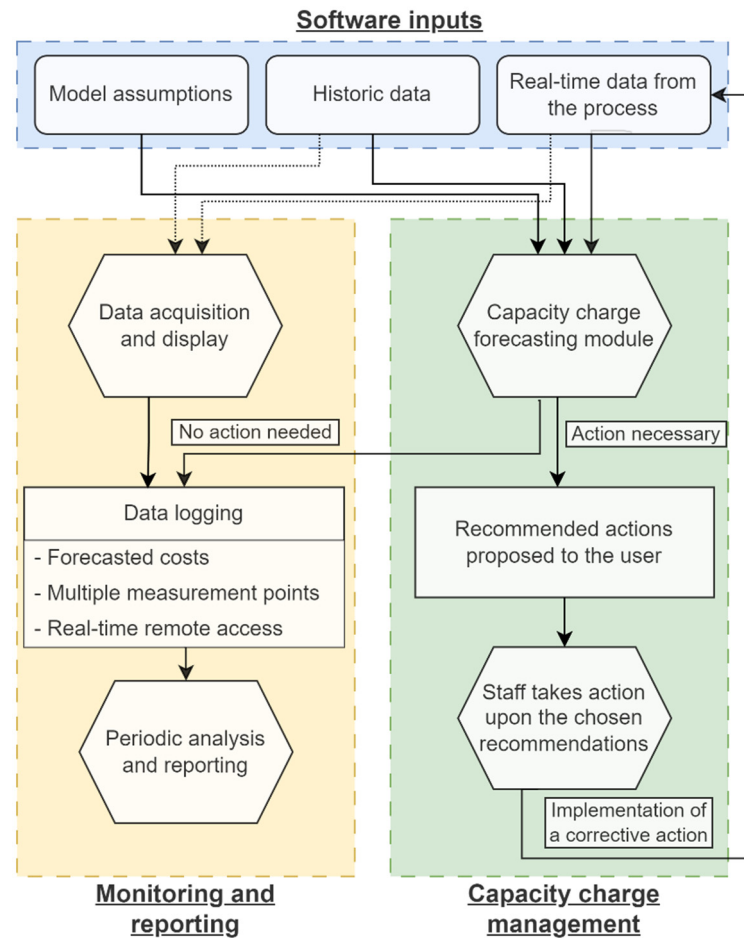 Software inputs
Model assumptions
Historic data
Real-time data from
the process
Data acquisition
and display
Capacity charge
forecasting module
No action needed
Action necessary
Data logging
- Forecasted costs
- Multiple measurement points
- Real-time remote access
Recommended actions
proposed to the user
Periodic analysis
and reporting
Staff takes action
upon the chosen
recommendations
Implementation of
a corrective action
Monitoring and
reporting
Capacity charge
management